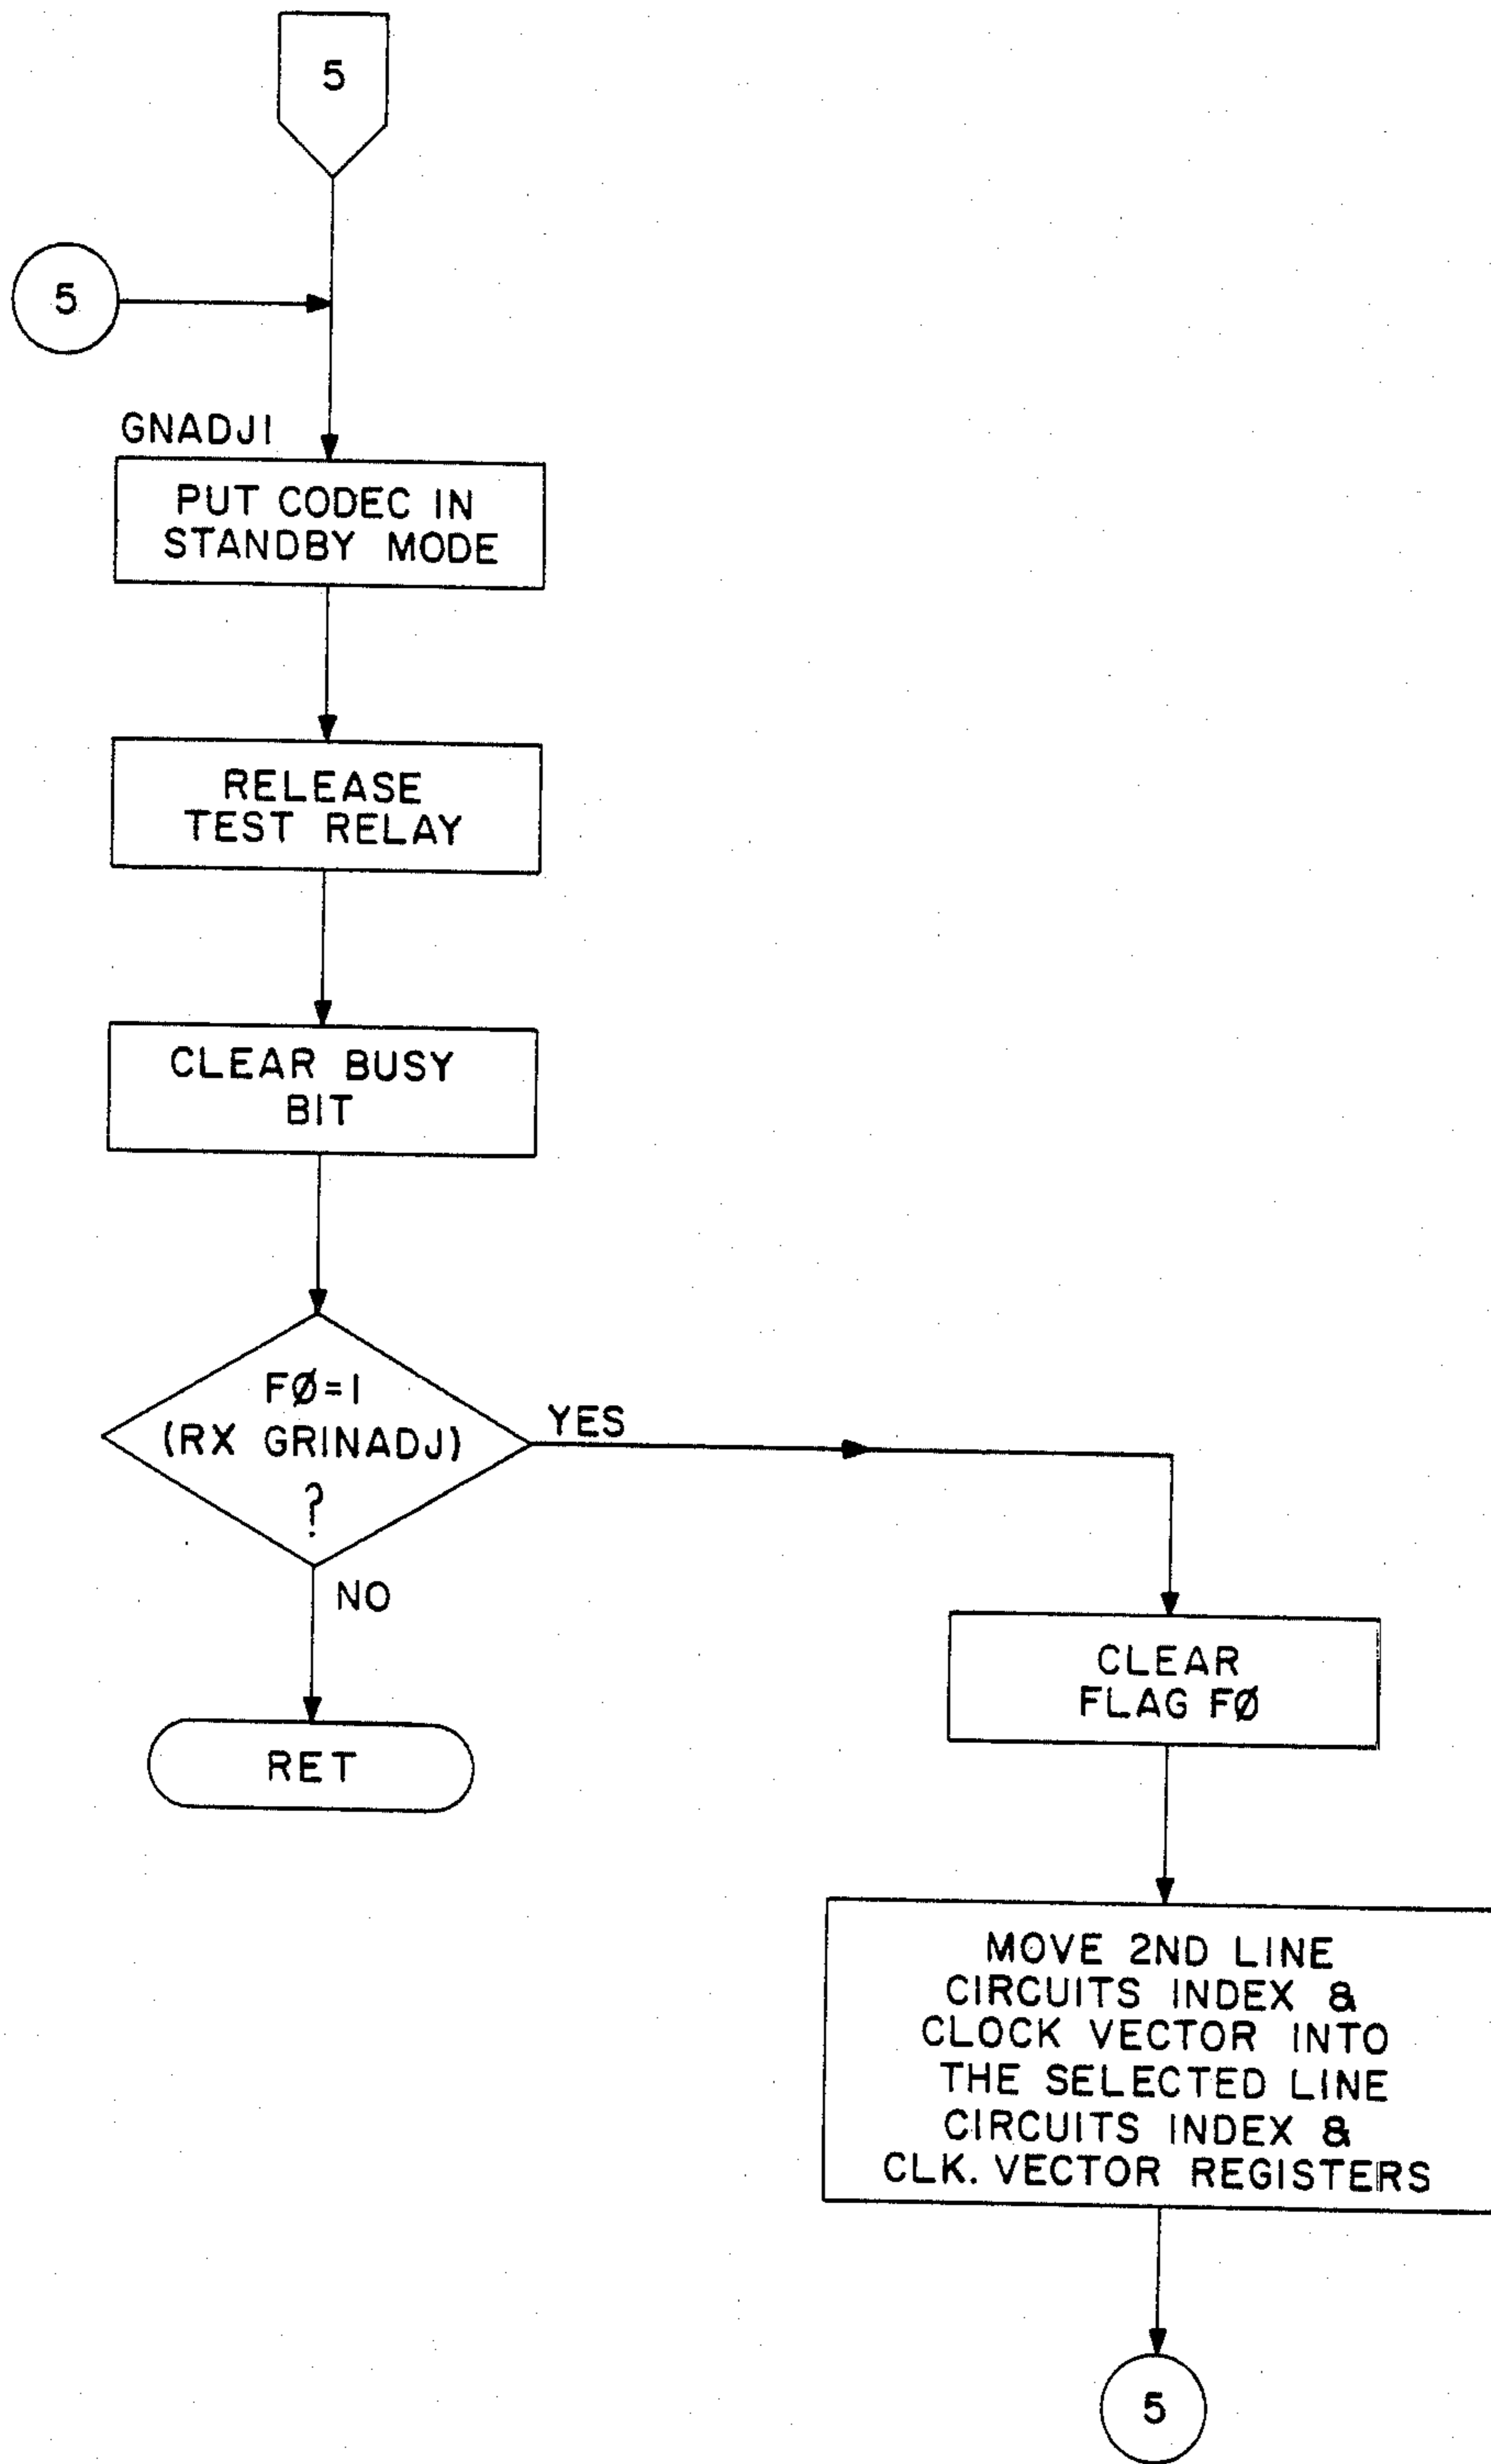 5
5
GNADJ1
PUT CODEC IN
STANDBY MODE
RELEASE
TEST RELAY
CLEAR BUSY
BIT
FØ=1
(RX GRINADJ)
?
YES
NO
RET
CLEAR
FLAG FØ
MOVE 2ND LINE
CIRCUITS INDEX &
CLOCK VECTOR INTO
THE SELECTED LINE
CIRCUITS INDEX &
CLK. VECTOR REGISTERS
5